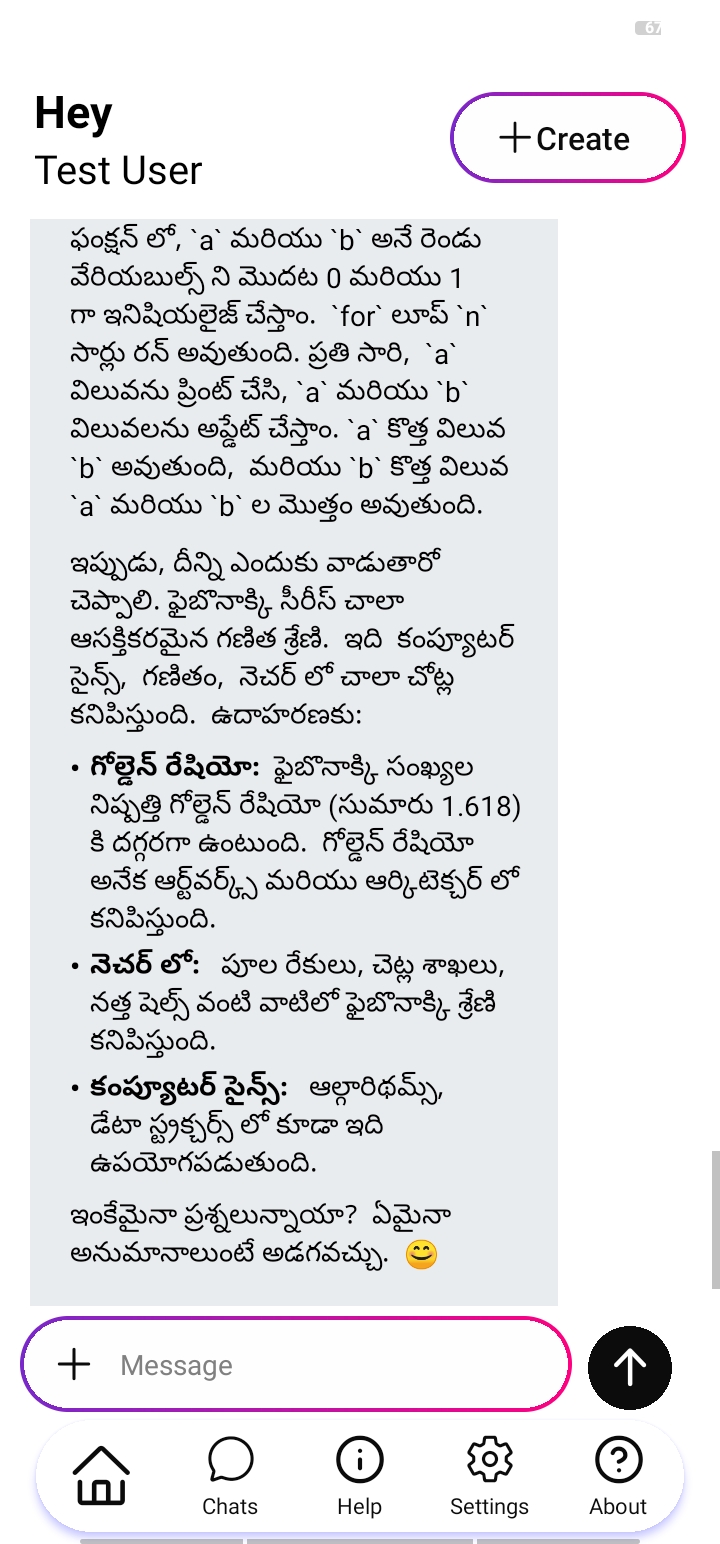 67
Hey
Create
Test User
ఫంక్షన్ లో, `a` మరియు `b` అనే రెండు
వేరియబుల్స్ ని మొదట 0 మరియు 1
గా ఇనిషియలైజ్ చేస్తాం. `for` లూప్ `n`
సార్లు రన్ అవుతుంది. ప్రతి సారి, `a`
విలువను ప్రింట్ చేసి, `a` మరియు `b`
విలువలను అప్డేట్ చేస్తాం. `a` కొత్త విలువ
`b` అవుతుంది, మరియు `b` కొత్త విలువ
`a` మరియు `b` ల మొత్తం అవుతుంది.
ఇప్పుడు, దీన్ని ఎందుకు వాడుతారో
చెప్పాలి. ఫైబొనాక్కి సీరీస్ చాలా
ఆసక్తికరమైన గణిత శ్రేణి. ఇది కంప్యూటర్
సైన్స్, గణితం, నెచర్ లో చాలా చోట్ల
కనిపిస్తుంది. ఉదాహరణకు:
• గోల్డెన్ రేషియో: ఫైబొనాక్కి సంఖ్యల
నిష్పత్తి గోల్డెన్ రేషియో (సుమారు 1.618)
కి దగ్గరగా ఉంటుంది. గోల్డెన్ రేషియో
అనేక ఆర్ట్‌వర్క్స్ మరియు ఆర్కిటెక్చర్ లో
కనిపిస్తుంది.
• నెచర్ లో: పూల రేకులు, చెట్ల శాఖలు,
నత్త షెల్స్ వంటి వాటిలో ఫైబొనాక్కి శ్రేణి
కనిపిస్తుంది.
• కంప్యూటర్ సైన్స్: ఆల్గారిథమ్స్,
డేటా స్ట్రక్చర్స్ లో కూడా ఇది
ఉపయోగపడుతుంది.
ఇంకేమైనా ప్రశ్నలున్నాయా? ఏమైనా
అనుమానాలుంటే అడగవచ్చు. 😊
Message
Chats
Help
Settings
About